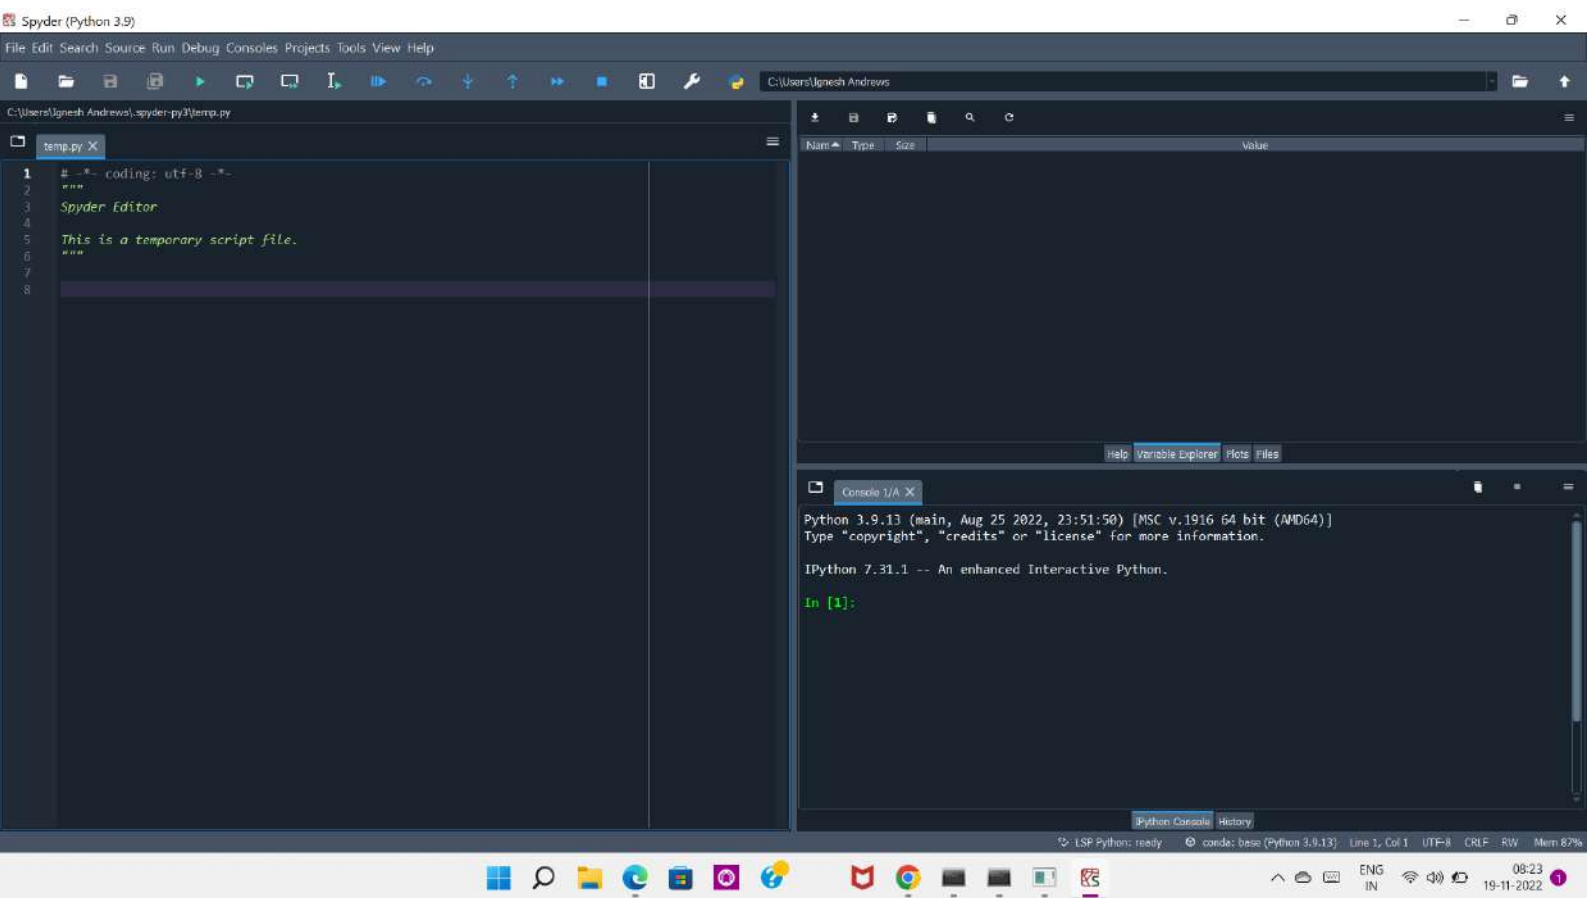 Spyder (Python 3.9)
File Edit Search Source Run Debug Consoles Projects Tools View Help
C:\Users\Ignesh Andrews
C:\Users\Ignesh Andrews\.spyder-py3\temp.py
temp.py
1 # -*- coding: utf-8 -*-
2 """
3 Spyder Editor
4
5 This is a temporary script file.
6 """
7
8
Nam Type Size Value
Help Variable Explorer Plots Files
Console 1/A
Python 3.9.13 (main, Aug 25 2022, 23:51:50) [MSC v.1916 64 bit (AMD64)]
Type "copyright", "credits" or "license" for more information.
IPython 7.31.1 -- An enhanced Interactive Python.
In [1]:
IPython Console History
LSP Python: ready conda: base (Python 3.9.13) Line 1, Col 1 UTF-8 CRLF RW Mem 87%
ENG
IN
08:23
19-11-2022
1